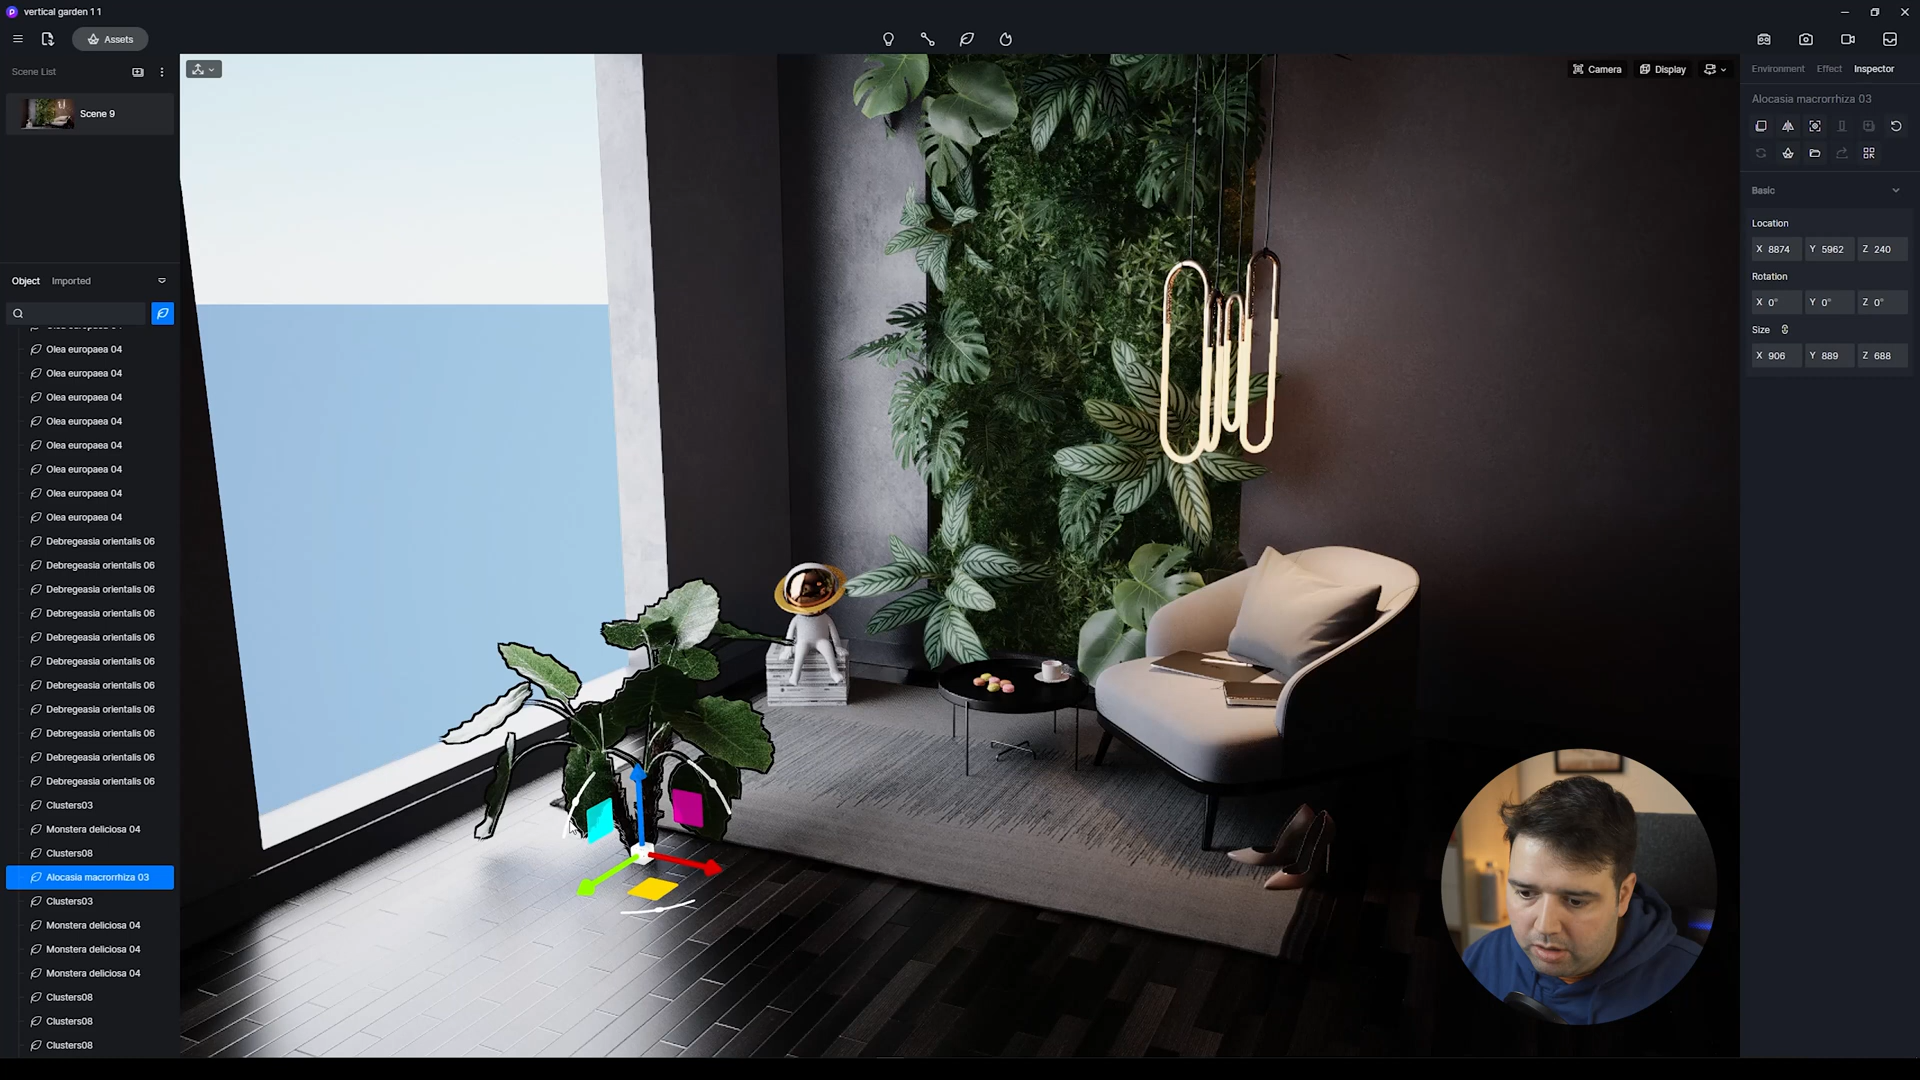 vertical garden 1 1
Assets
Scene List
Scene 9
Object Imported
Olea europaea 04
Olea europaea 04
Olea europaea 04
Olea europaea 04
Olea europaea 04
Olea europaea 04
Olea europaea 04
Olea europaea 04
Debregeasia orientalis 06
Debregeasia orientalis 06
Debregeasia orientalis 06
Debregeasia orientalis 06
Debregeasia orientalis 06
Debregeasia orientalis 06
Debregeasia orientalis 06
Debregeasia orientalis 06
Debregeasia orientalis 06
Debregeasia orientalis 06
Debregeasia orientalis 06
Clusters03
Monstera deliciosa 04
Clusters08
Alocasia macrorrhiza 03
Clusters03
Monstera deliciosa 04
Monstera deliciosa 04
Monstera deliciosa 04
Clusters08
Clusters08
Clusters08
Camera Display
Environment Effect Inspector
Alocasia macrorrhiza 03
Basic
Location
X 8874 Y 5962 Z 240
Rotation
X 0° Y 0° Z 0°
Size
X 906 Y 889 Z 688